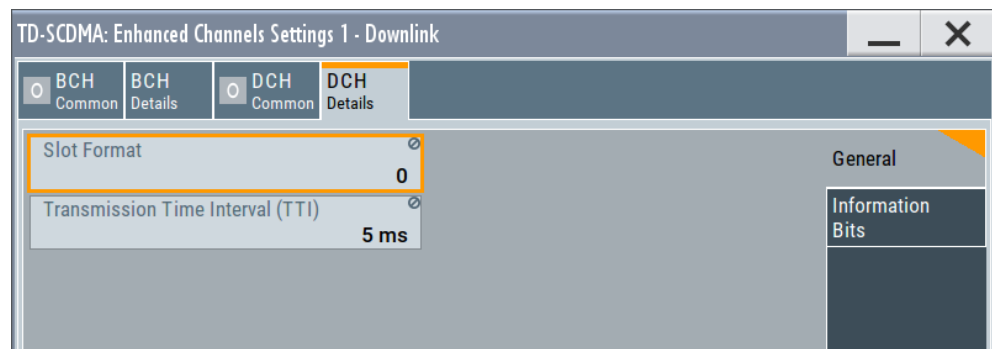 TD-SCDMA: Enhanced Channels Settings 1 - Downlink
O BCH Common
BCH Details
O DCH Common
DCH Details
Slot Format
0
Transmission Time Interval (TTI)
5 ms
General
Information
Bits